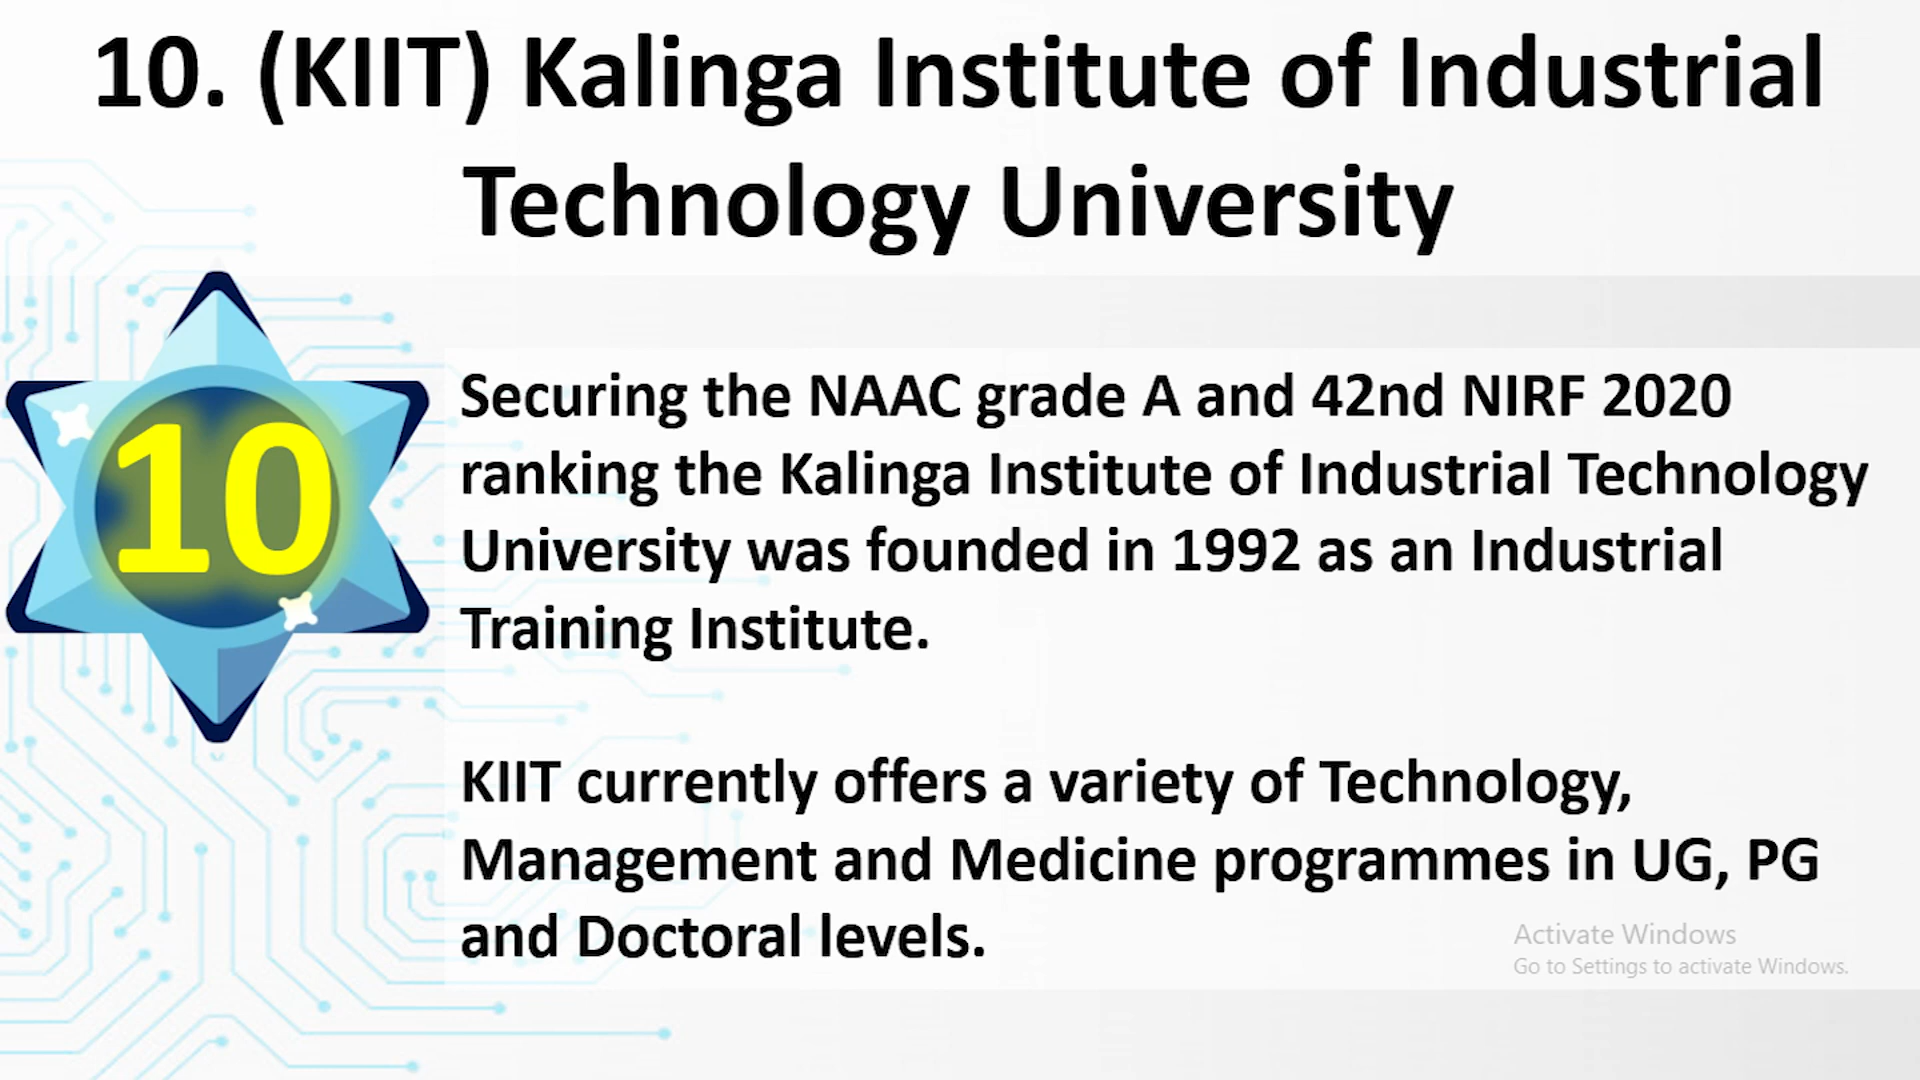 10. (KIIT) Kalinga Institute of Industrial
Technology University
10
Securing the NAAC grade A and 42nd NIRF 2020
ranking the Kalinga Institute of Industrial Technology
University was founded in 1992 as an Industrial
Training Institute.
KIIT currently offers a variety of Technology,
Management and Medicine programmes in UG, PG
and Doctoral levels.
Activate Windows
Go to Settings to activate Windows.